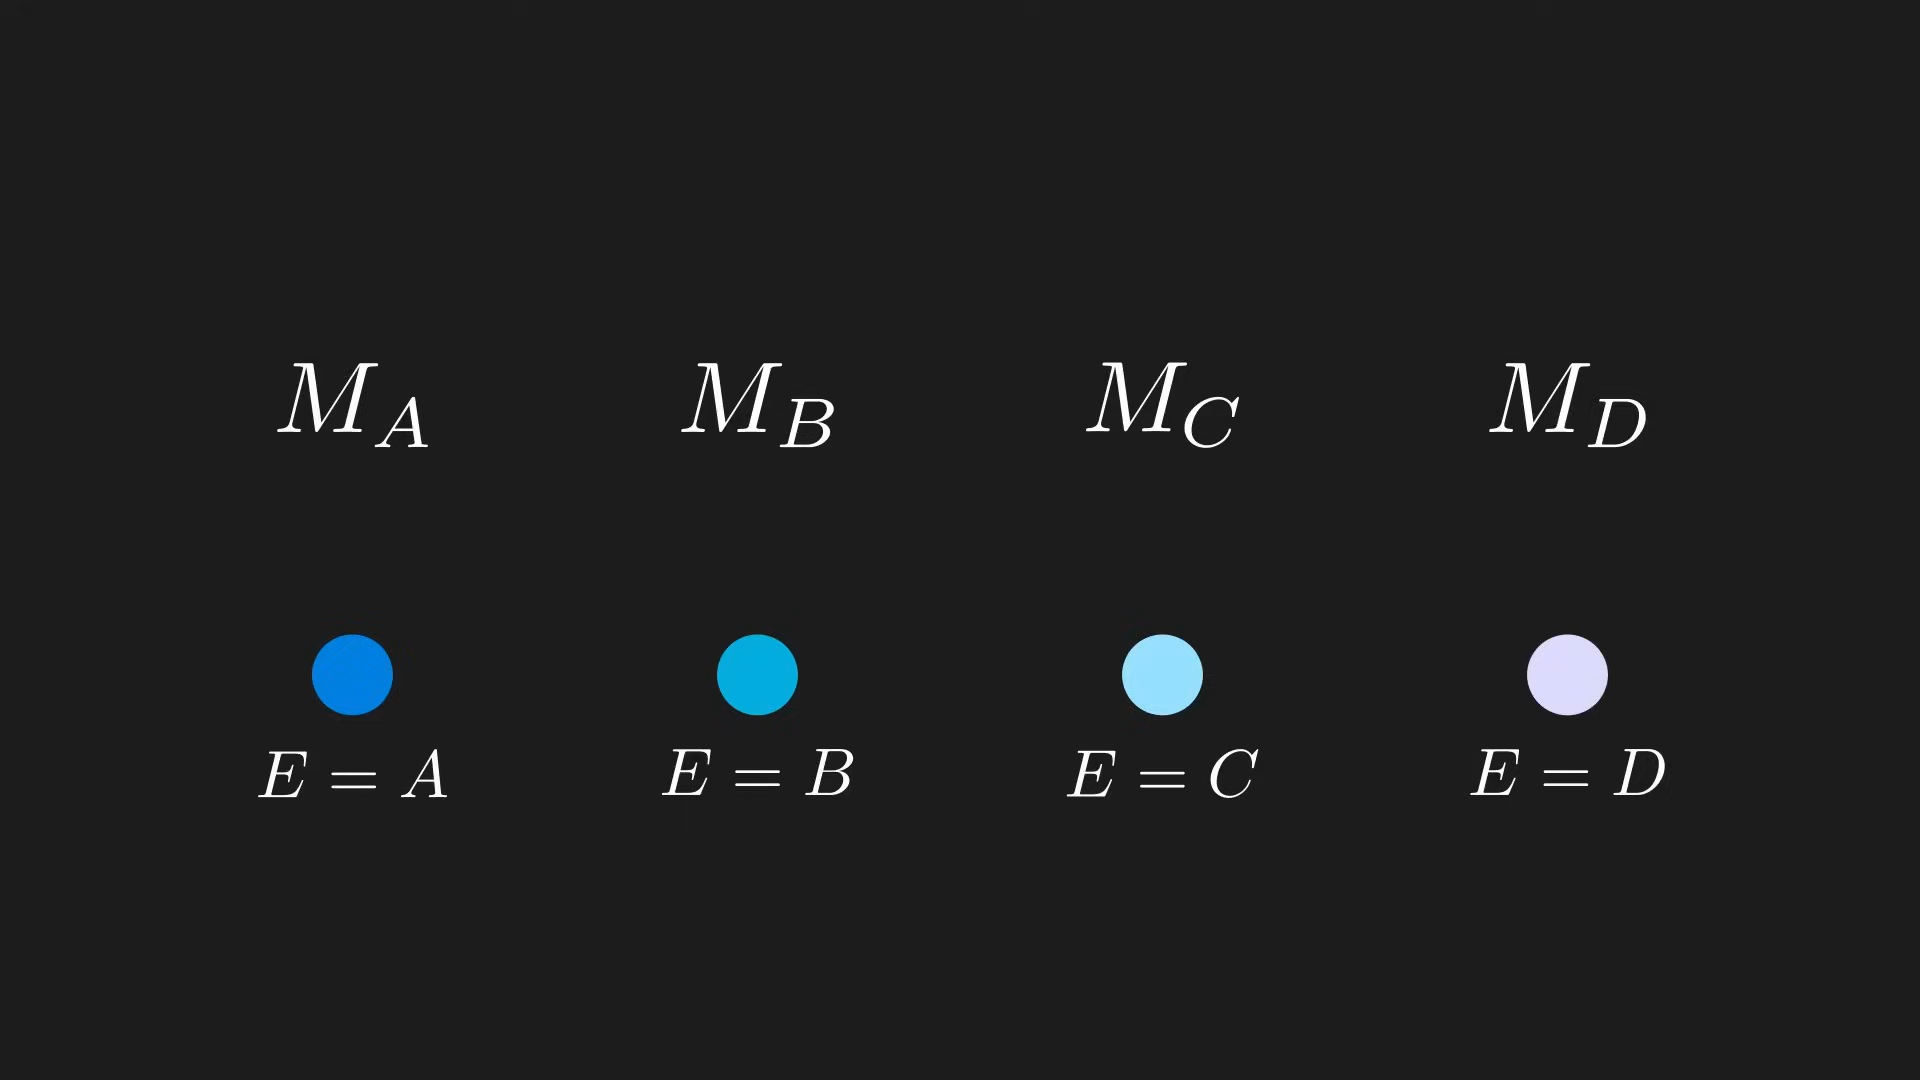 M_A M_B M_C M_D
E = A E = B E = C E = D